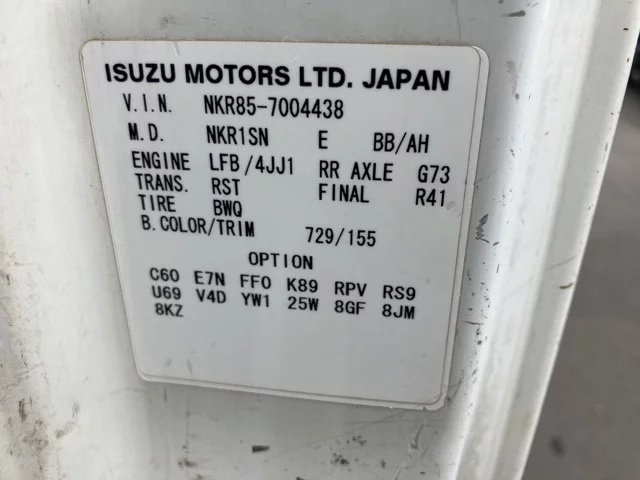 ISUZU MOTORS LTD. JAPAN
V.I.N. NKR85-7004438
M.D. NKR1SN E BB/AH
ENGINE LFB/4JJ1 RR AXLE G73
TRANS. RST FINAL R41
TIRE BWQ
B.COLOR/TRIM 729/155
OPTION
C60 E7N FF0 K89 RPV RS9
U69 V4D YW1 25W 8GF 8JM
8KZ